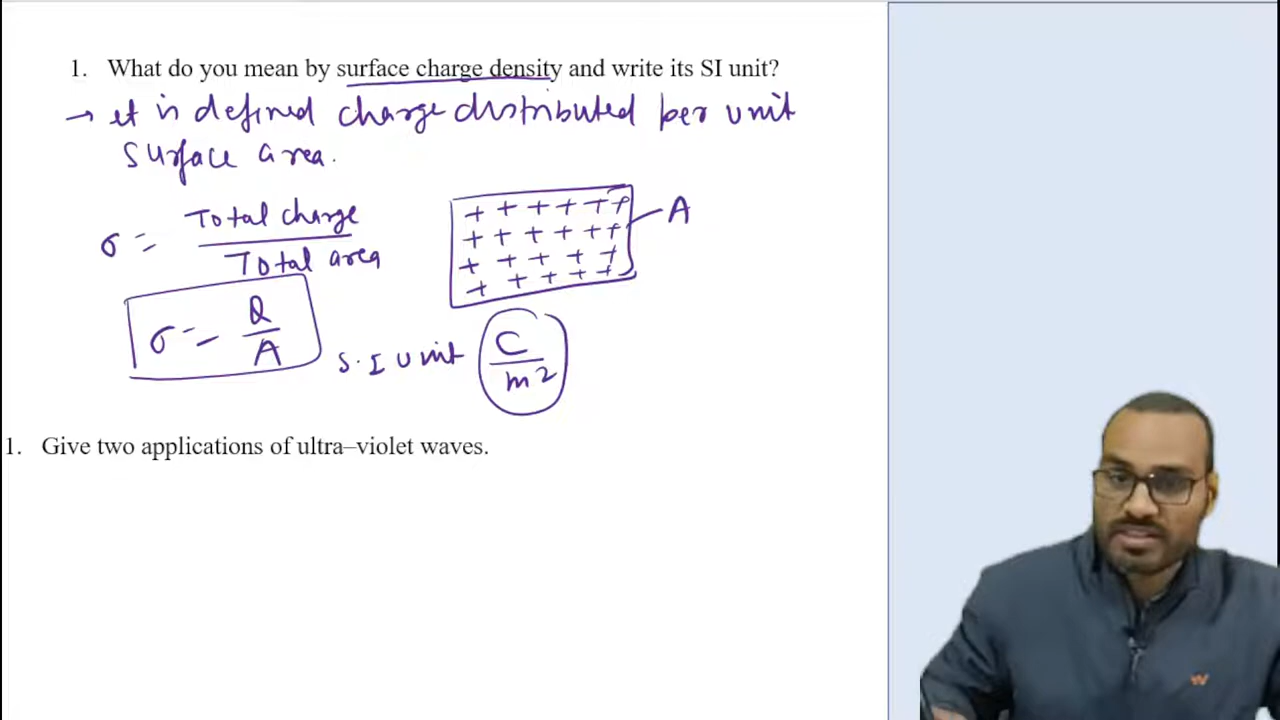 1. What do you mean by surface charge density and write its SI unit?
→ It is defined charge distributed per unit
surface area.
σ = Total charge / Total area
+ + + + + +
+ + + + + +
+ + + + +
+ + + + +
A
σ = Q / A
S.I Unit C / m²
1. Give two applications of ultra–violet waves.